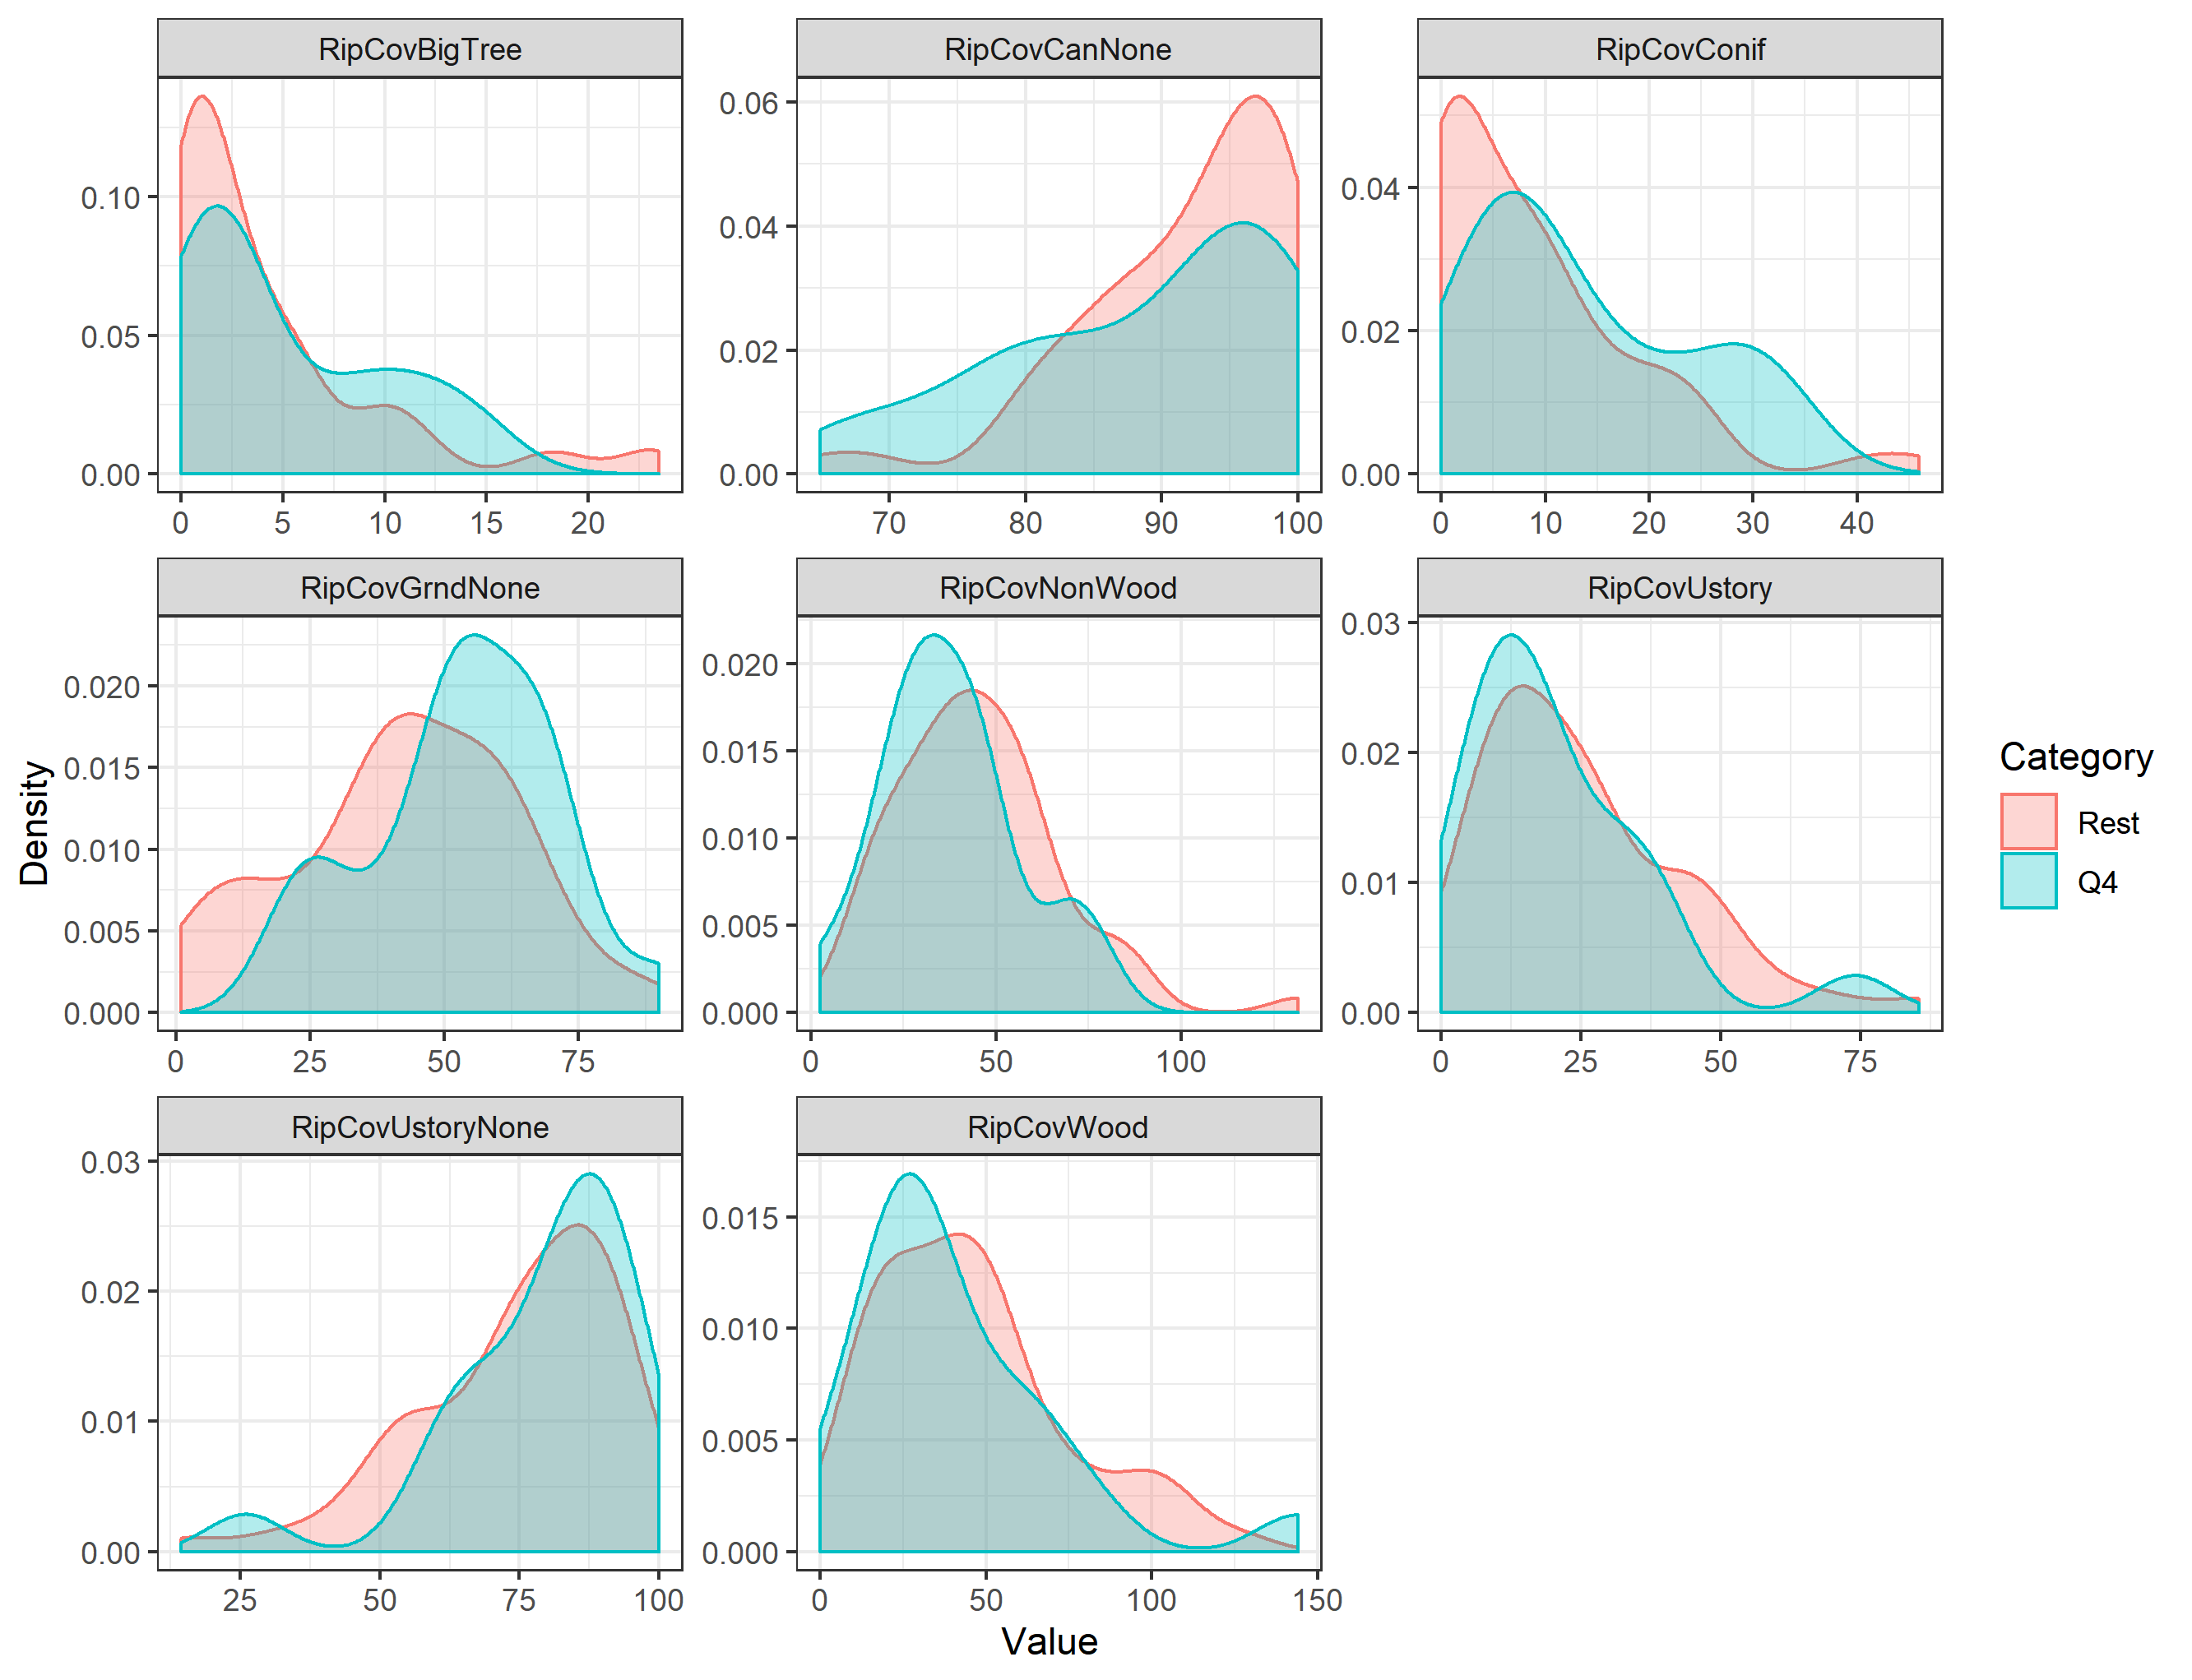 RipCovBigTree RipCovCanNone RipCovConif
0.10 0.05 0.00
0.06 0.04 0.02 0.00
0.04 0.02 0.00
0 5 10 15 20
70 80 90 100
0 10 20 30 40
RipCovGrndNone RipCovNonWood RipCovUstory
0.020 0.015 0.010 0.005 0.000
0.020 0.015 0.010 0.005 0.000
0.03 0.02 0.01 0.00
0 25 50 75
0 50 100
0 25 50 75
RipCovUstoryNone RipCovWood
0.03 0.02 0.01 0.00
0.015 0.010 0.005 0.000
25 50 75 100
0 50 100 150
Density
Value
Category
Rest
Q4